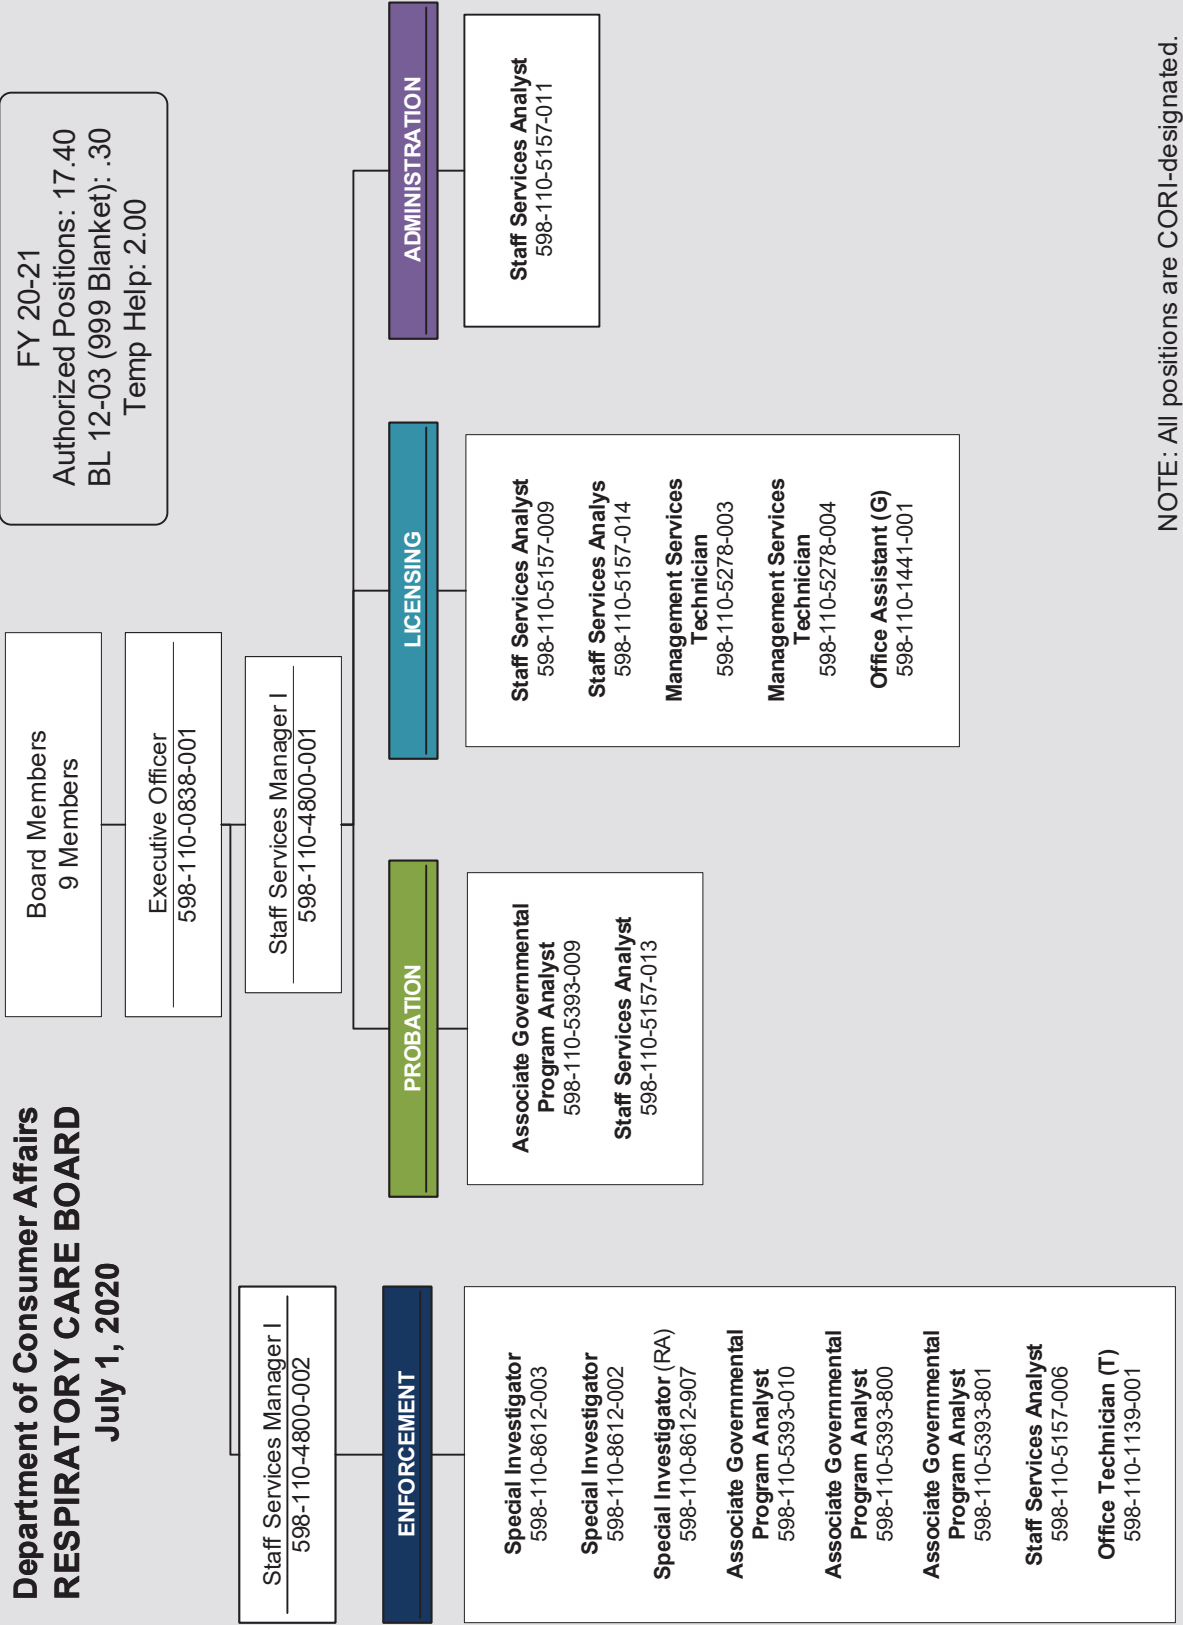 Department of Consumer Affairs
RESPIRATORY CARE BOARD
July 1, 2020
Board Members
9 Members
FY 20-21
Authorized Positions: 17.40
BL 12-03 (999 Blanket): .30
Temp Help: 2.00
Executive Officer
598-110-0838-001
Staff Services Manager I
598-110-4800-002
Staff Services Manager I
598-110-4800-001
ENFORCEMENT
Special Investigator
598-110-8612-003
Special Investigator
598-110-8612-002
Special Investigator (RA)
598-110-8612-907
Associate Governmental
Program Analyst
598-110-5393-010
Associate Governmental
Program Analyst
598-110-5393-800
Associate Governmental
Program Analyst
598-110-5393-801
Staff Services Analyst
598-110-5157-006
Office Technician (T)
598-110-1139-001
PROBATION
Associate Governmental
Program Analyst
598-110-5393-009
Staff Services Analyst
598-110-5157-013
LICENSING
Staff Services Analyst
598-110-5157-009
Staff Services Analys
598-110-5157-014
Management Services
Technician
598-110-5278-003
Management Services
Technician
598-110-5278-004
Office Assistant (G)
598-110-1441-001
ADMINISTRATION
Staff Services Analyst
598-110-5157-011
NOTE: All positions are CORI-designated.